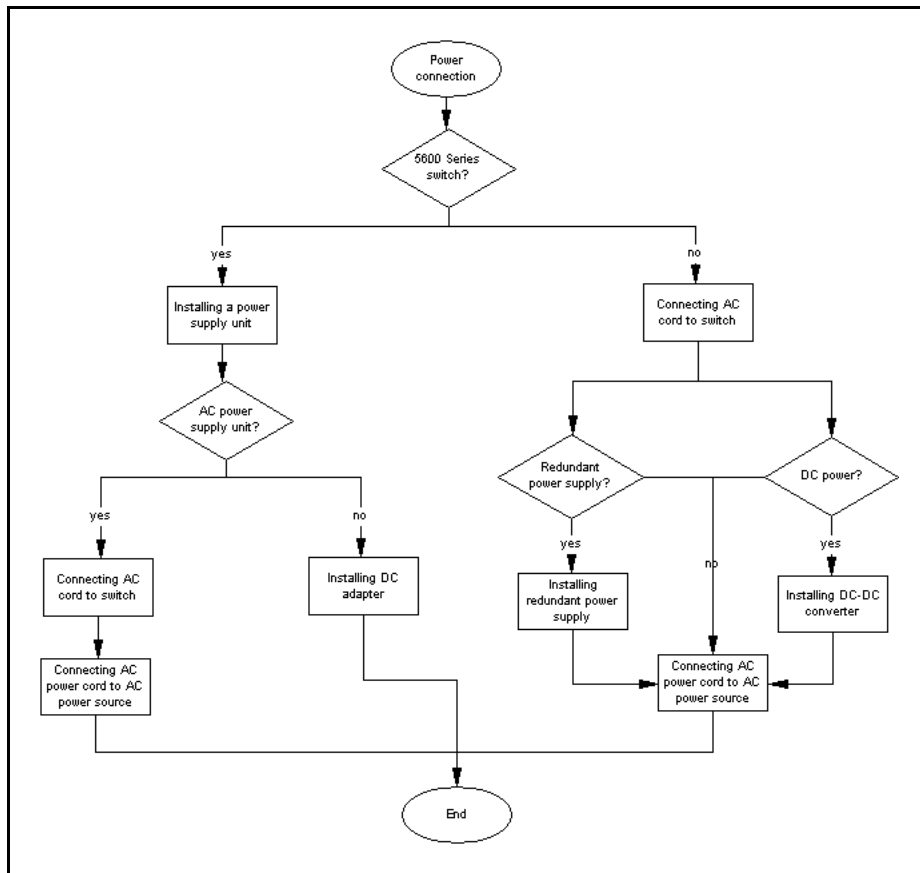 Power
connection
5600 Series
switch?
yes
no
Installing a power
supply unit
Connecting AC
cord to switch
AC power
supply unit?
Redundant
power supply?
DC power?
yes
no
yes
no
yes
Connecting AC
cord to switch
Installing DC
adapter
Installing
redundant power
supply
Installing DC-DC
converter
Connecting AC
power cord to AC
power source
Connecting AC
power cord to AC
power source
End